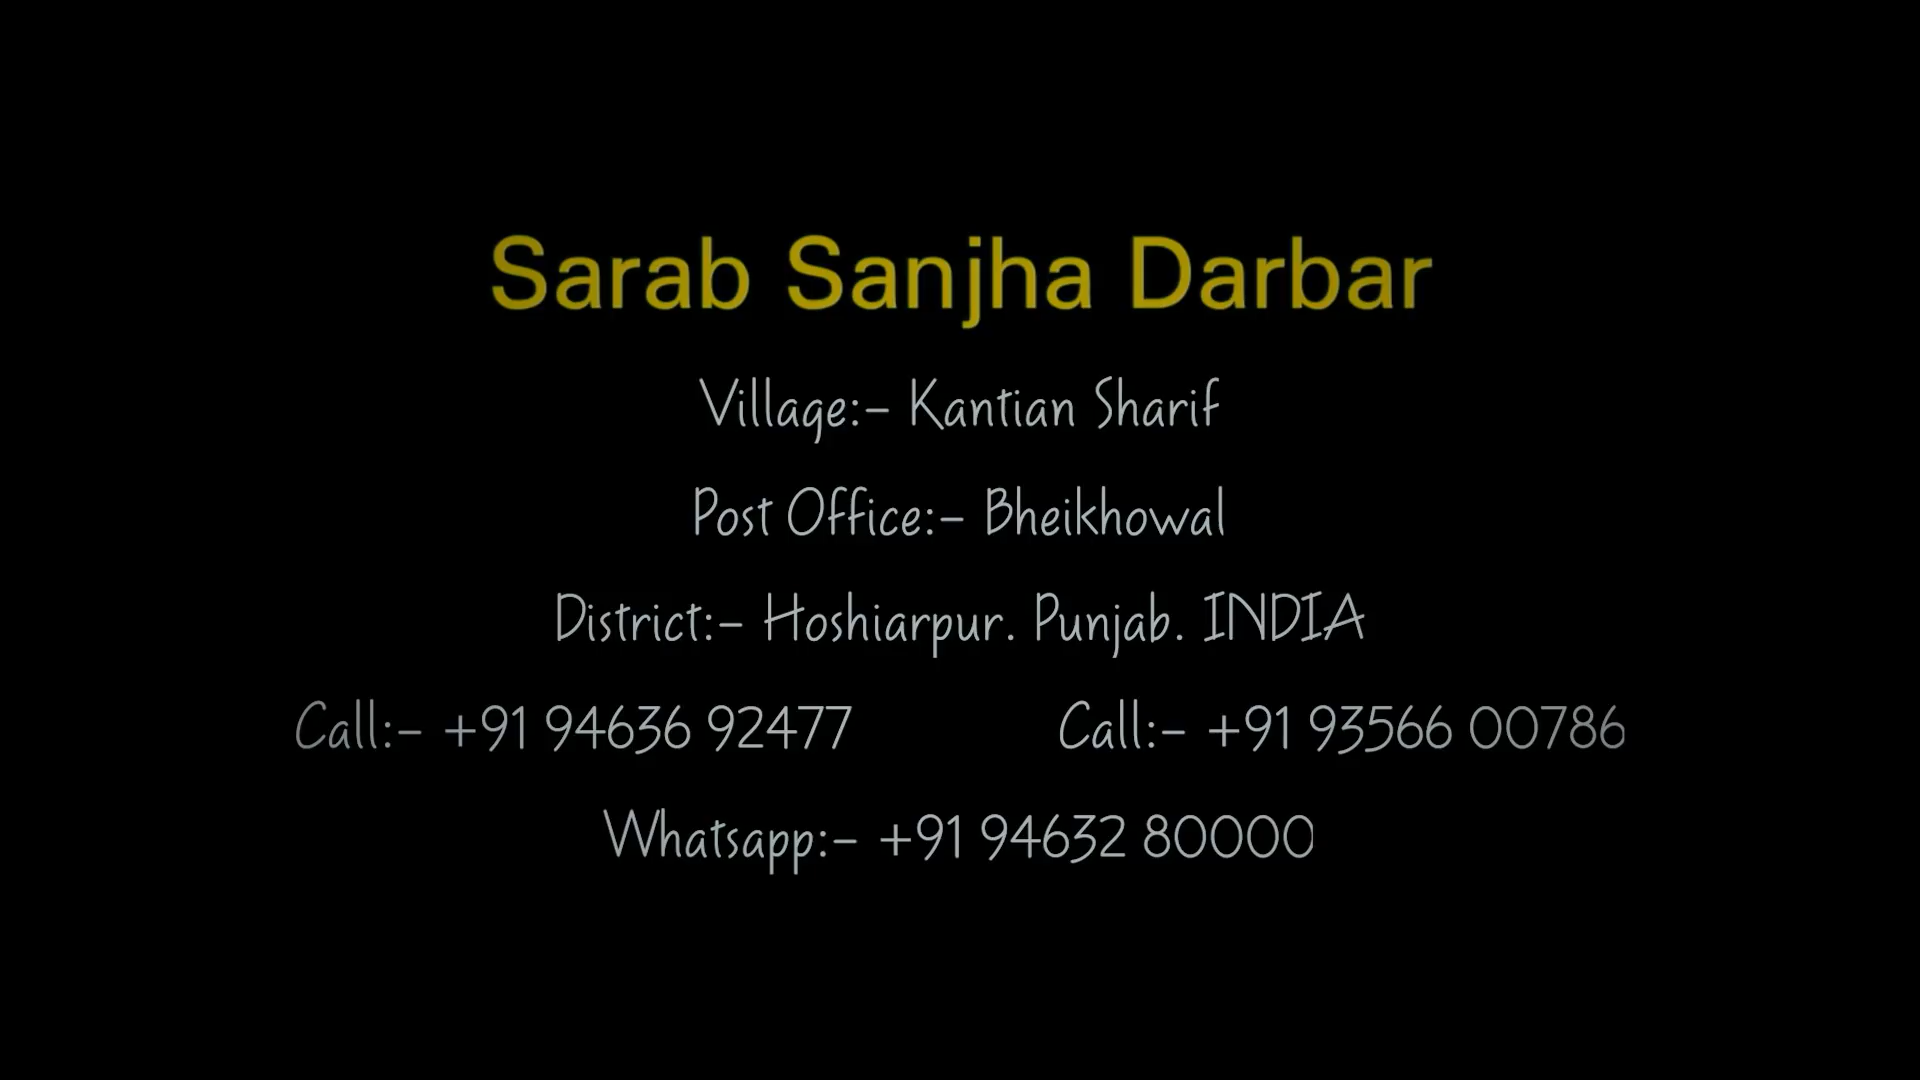 Sarab Sanjha Darbar
Village:- Kantian Sharif
Post Office:- Bheikhowal
District:- Hoshiarpur. Punjab. INDIA
Call:- +91 94636 92477 Call:- +91 93566 00786
Whatsapp:- +91 94632 80000